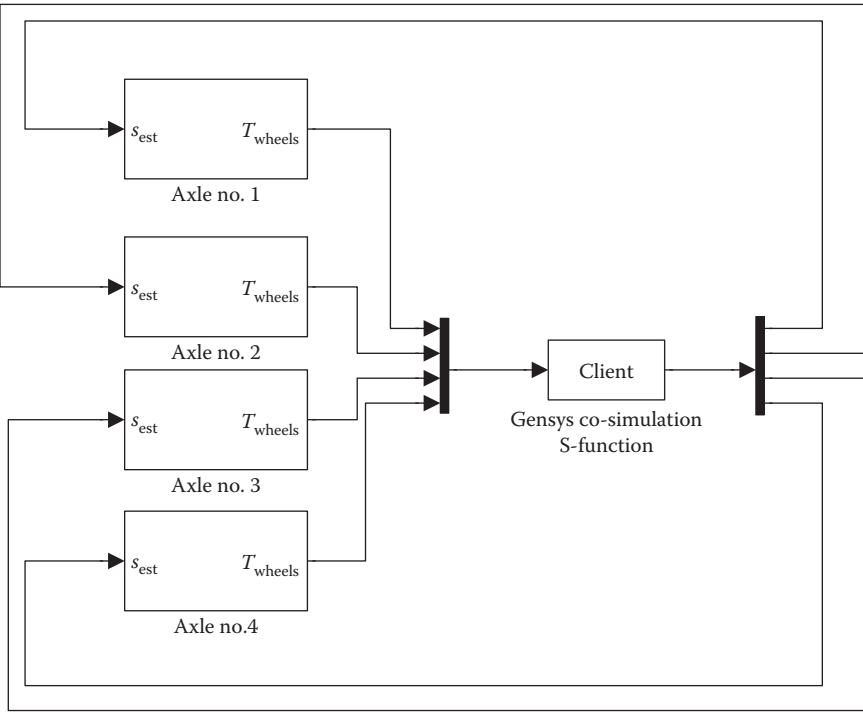 s_est T_wheels
Axle no. 1
s_est T_wheels
Axle no. 2
s_est T_wheels
Axle no. 3
s_est T_wheels
Axle no.4
Client
Gensys co-simulation
S-function